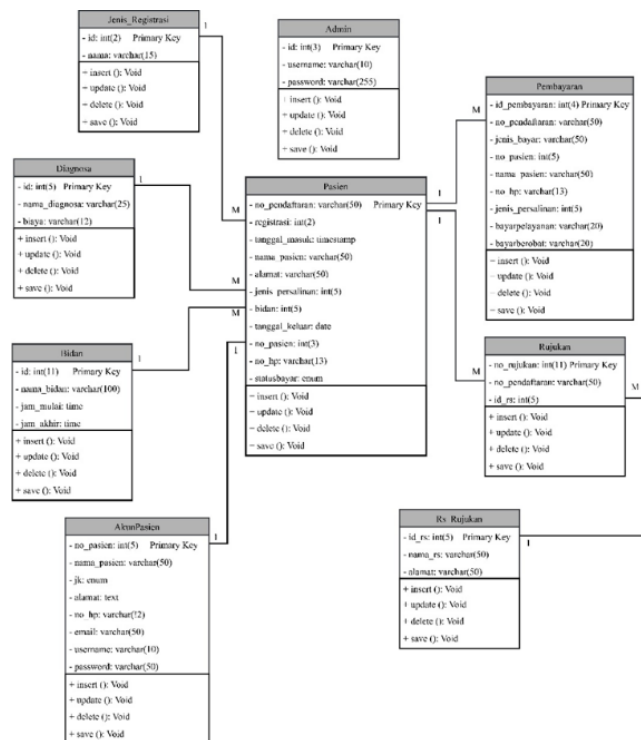 Jenis_Registrasi
- id: int(2) Primary Key
- nama: varchar(15)
+ insert (): Void
+ update (): Void
+ delete (): Void
+ save (): Void
1
Admin
- id: int(3) Primary Key
- username: varchar(10)
- password: varchar(255)
+ insert (): Void
+ update (): Void
+ delete (): Void
+ save (): Void
Pembayaran
- id_pembayaran: int(4) Primary Key
- no_pendaftaran: varchar(50)
- jenis_bayar: varchar(50)
- no_pasien: int(5)
- nama_pasien: varchar(50)
- no_hp: varchar(13)
- jenis_persalinan: int(5)
- bayarpelayanan: varchar(20)
- bayarberobat: varchar(20)
+ insert (): Void
+ update (): Void
+ delete (): Void
+ save (): Void
M
Diagnosa
- id: int(5) Primary Key
- nama_diagnosa: varchar(25)
- biaya: varchar(12)
+ insert (): Void
+ update (): Void
+ delete (): Void
+ save (): Void
1
Pasien
- no_pendaftaran: varchar(50) Primary Key
- registrasi: int(2)
- tanggal_masuk: timestamp
- nama_pasien: varchar(50)
- alamat: varchar(50)
- jenis_persalinan: int(5)
- bidan: int(5)
- tanggal_keluar: date
- no_pasien: int(3)
- no_hp: varchar(13)
- statusbayar: enum
+ insert (): Void
+ update (): Void
+ delete (): Void
+ save (): Void
M
M
M
1
1
1
Bidan
- id: int(11) Primary Key
- nama_bidan: varchar(100)
- jam_mulai: time
- jam_akhir: time
+ insert (): Void
+ update (): Void
+ delete (): Void
+ save (): Void
1
Rujukan
- no_rujukan: int(11) Primary Key
- no_pendaftaran: varchar(50)
- id_rs: int(5)
+ insert (): Void
+ update (): Void
+ delete (): Void
+ save (): Void
M
M
AkunPasien
- no_pasien: int(5) Primary Key
- nama_pasien: varchar(50)
- jk: enum
- alamat: text
- no_hp: varchar(12)
- email: varchar(50)
- username: varchar(10)
- password: varchar(50)
+ insert (): Void
+ update (): Void
+ delete (): Void
+ save (): Void
1
Rs_Rujukan
- id_rs: int(5) Primary Key
- nama_rs: varchar(50)
- alamat: varchar(50)
+ insert (): Void
+ update (): Void
+ delete (): Void
+ save (): Void
1